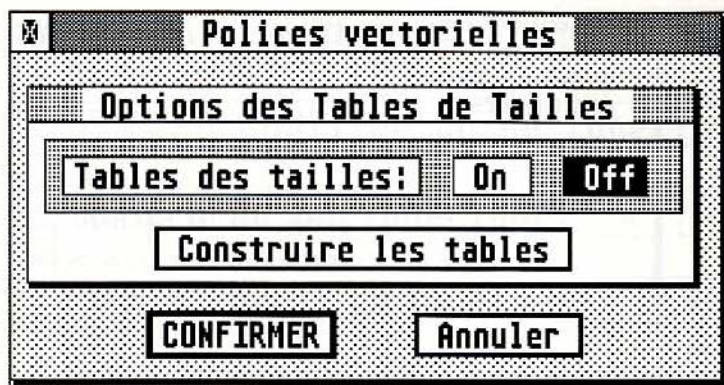 Polices vectorielles
Options des Tables de Tailles
Tables des tailles: On Off
Construire les tables
CONFIRMER Annuler